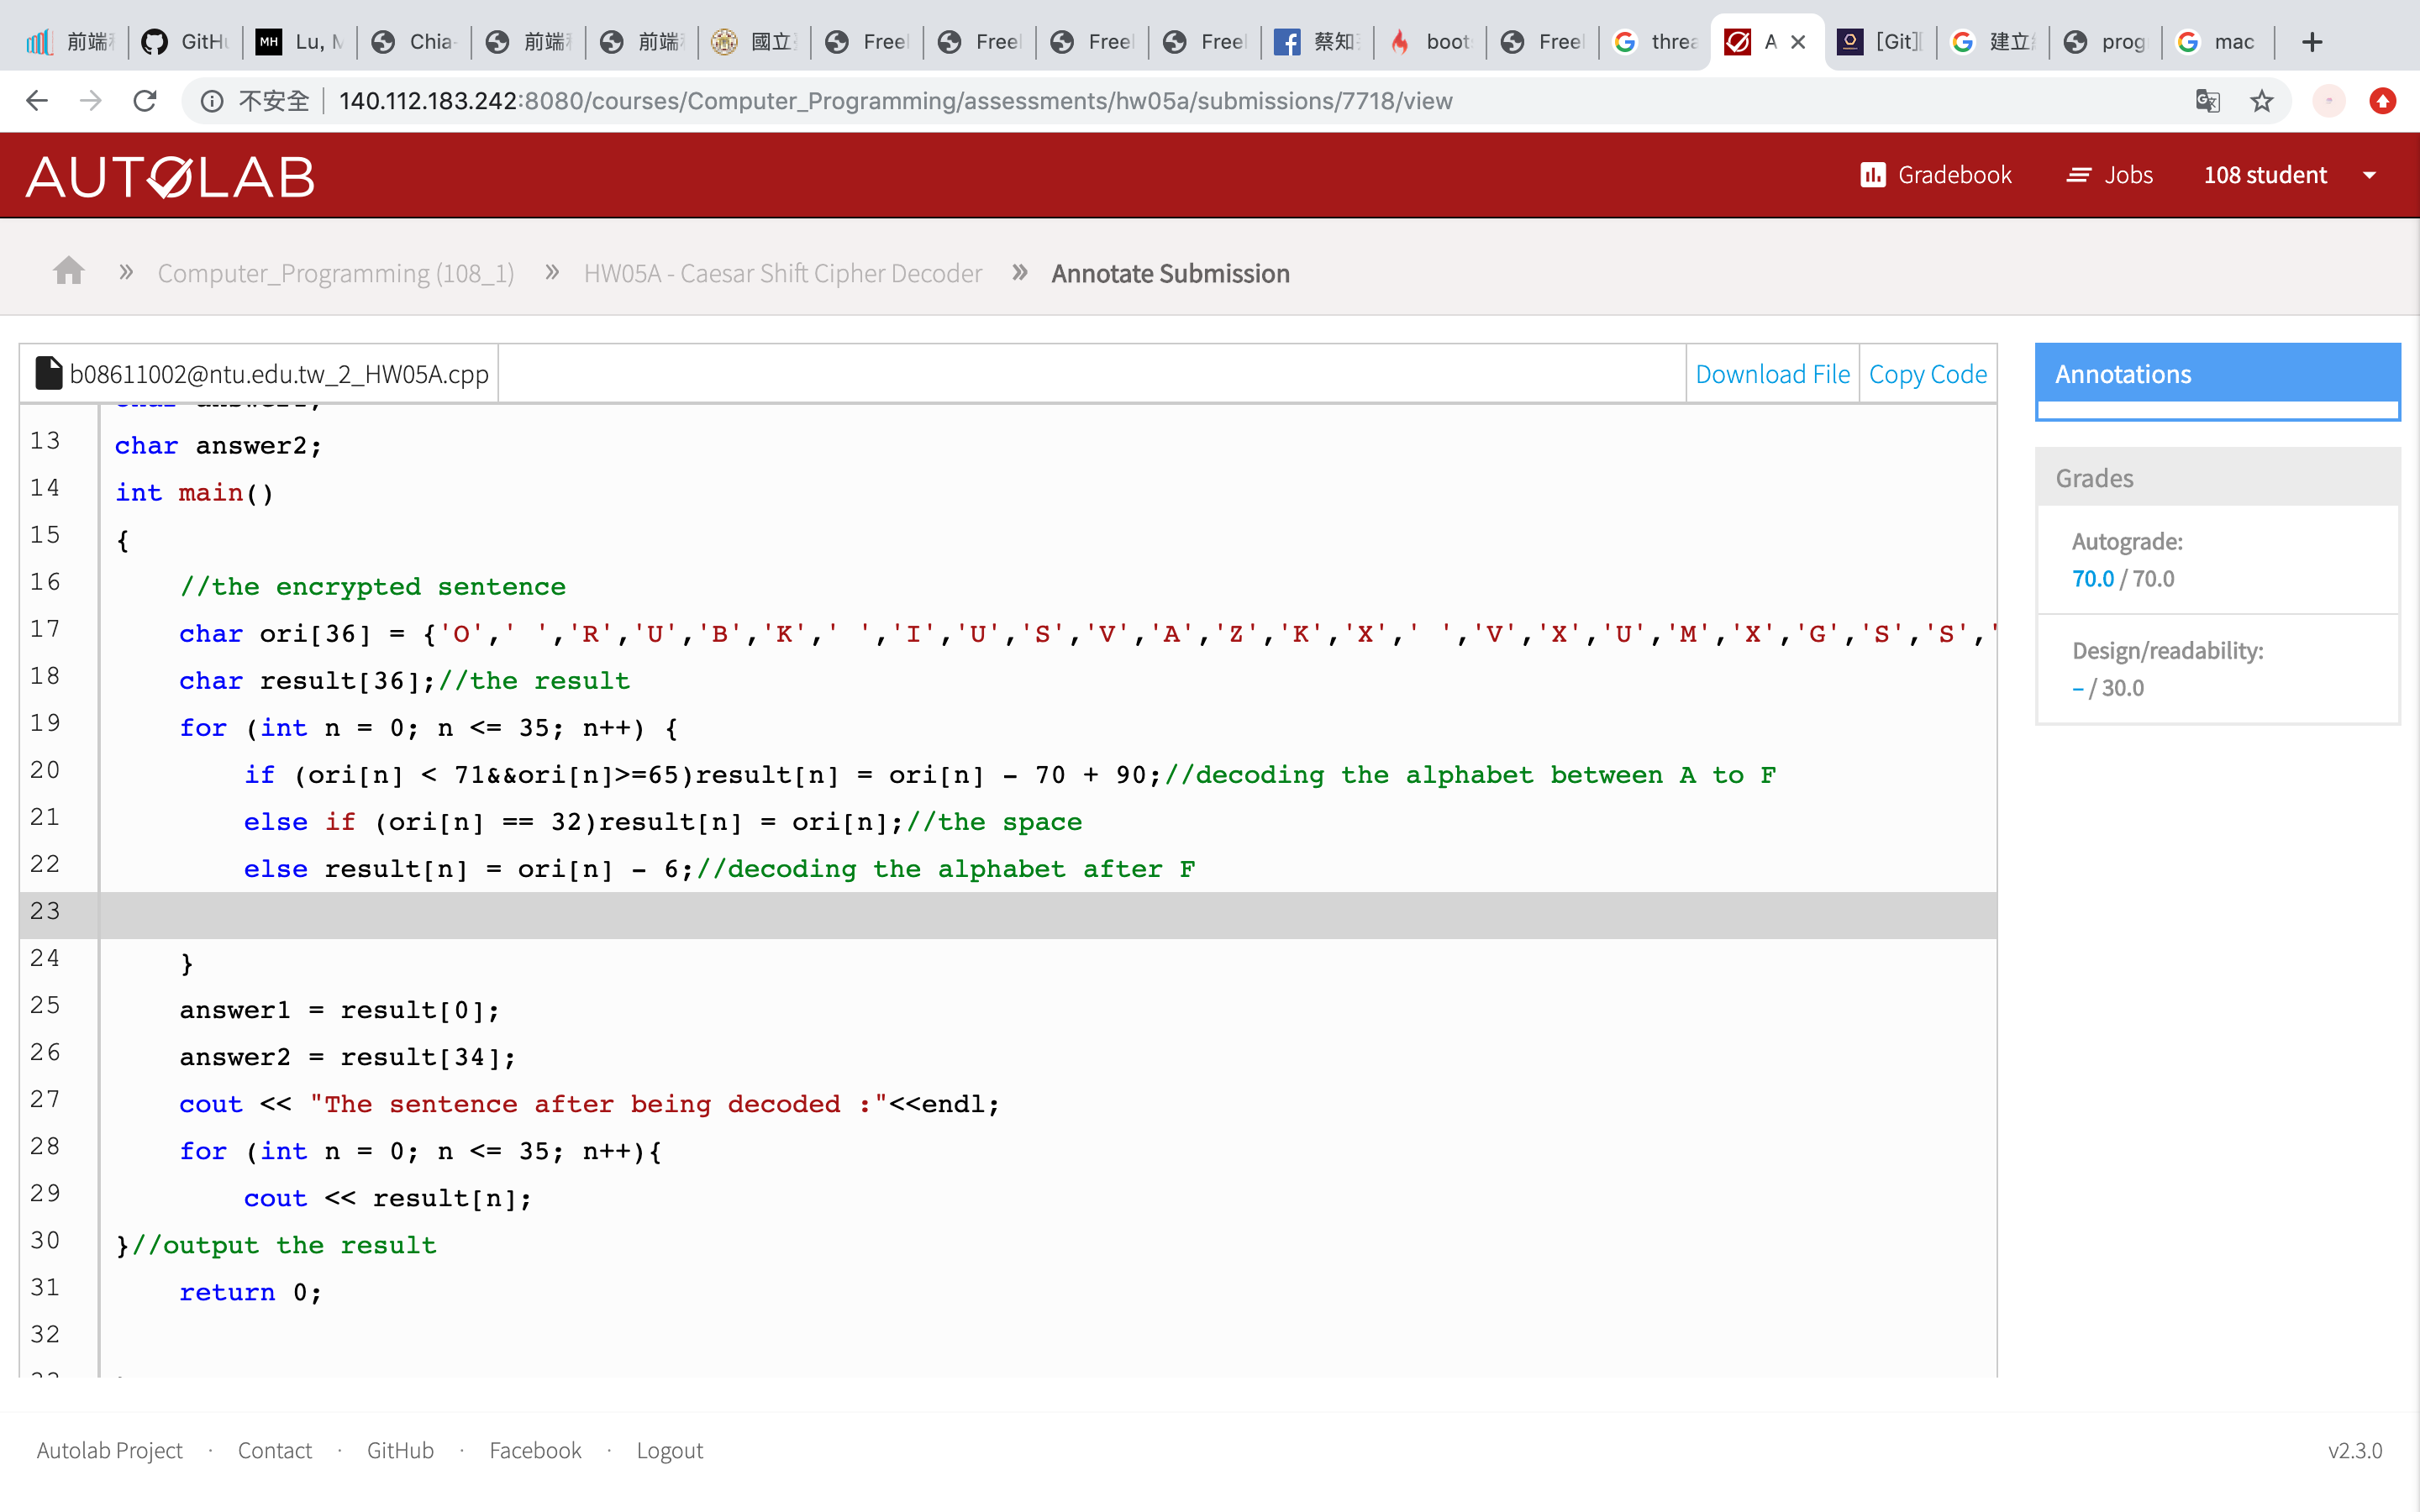 前端 GitHu MH Lu, M Chia- 前端 前端 國立 Free Free Free Free 蔡知 boot Free threa A [Git] 建立 prog mac
不安全 140.112.183.242:8080/courses/Computer_Programming/assessments/hw05a/submissions/7718/view
AUTOLAB Gradebook Jobs 108 student
» Computer_Programming (108_1) » HW05A - Caesar Shift Cipher Decoder » Annotate Submission
b08611002@ntu.edu.tw_2_HW05A.cpp Download File Copy Code
Annotations
13 char answer2;
14 int main()
15 {
16 //the encrypted sentence
17 char ori[36] = {'O',' ','R','U','B','K',' ','I','U','S','V','A','Z','K','X',' ','V','X','U','M','X','G','S','S','
18 char result[36];//the result
19 for (int n = 0; n <= 35; n++) {
20 if (ori[n] < 71&&ori[n]>=65)result[n] = ori[n] - 70 + 90;//decoding the alphabet between A to F
21 else if (ori[n] == 32)result[n] = ori[n];//the space
22 else result[n] = ori[n] - 6;//decoding the alphabet after F
23
24 }
25 answer1 = result[0];
26 answer2 = result[34];
27 cout << "The sentence after being decoded :"<<endl;
28 for (int n = 0; n <= 35; n++){
29 cout << result[n];
30 }//output the result
31 return 0;
32
Grades
Autograde:
70.0 / 70.0
Design/readability:
– / 30.0
Autolab Project · Contact · GitHub · Facebook · Logout v2.3.0